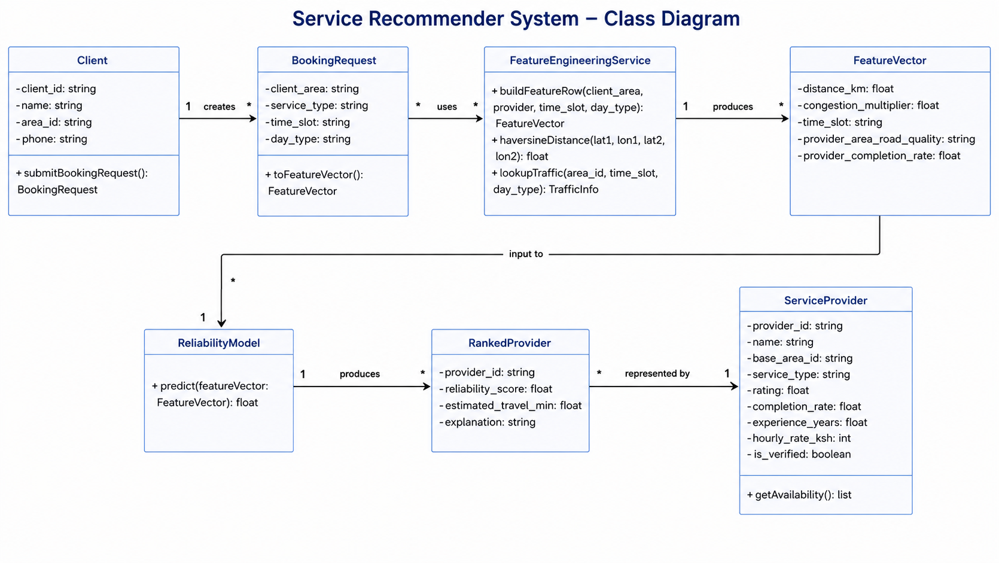 Service Recommender System – Class Diagram
Client
-client_id: string
-name: string
-area_id: string
-phone: string
+ submitBookingRequest():
BookingRequest
1 creates *
BookingRequest
-client_area: string
-service_type: string
-time_slot: string
-day_type: string
+ toFeatureVector():
FeatureVector
* uses *
FeatureEngineeringService
+ buildFeatureRow(client_area,
provider, time_slot, day_type):
FeatureVector
+ haversineDistance(lat1, lon1, lat2,
lon2): float
+ lookupTraffic(area_id, time_slot,
day_type): TrafficInfo
1 produces *
FeatureVector
-distance_km: float
-congestion_multiplier: float
-time_slot: string
-provider_area_road_quality: string
-provider_completion_rate: float
input to
*
1
ReliabilityModel
+ predict(featureVector:
FeatureVector): float
1 produces *
RankedProvider
-provider_id: string
-reliability_score: float
-estimated_travel_min: float
-explanation: string
* represented by 1
ServiceProvider
-provider_id: string
-name: string
-base_area_id: string
-service_type: string
-rating: float
-completion_rate: float
-experience_years: float
-hourly_rate_ksh: int
- is_verified: boolean
+ getAvailability(): list